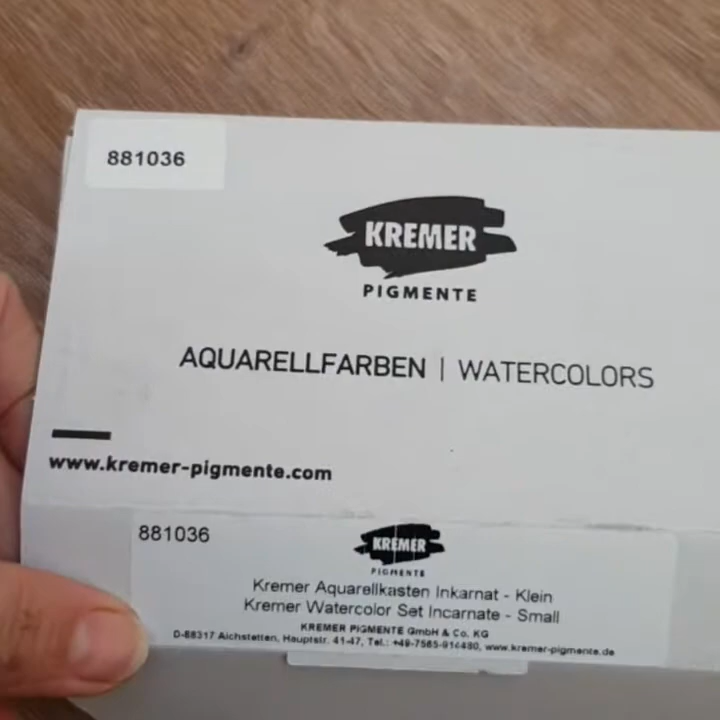 881036
KREMER
PIGMENTE
AQUARELLFARBEN | WATERCOLORS
www.kremer-pigmente.com
881036
KREMER
PIGMENTE
Kremer Aquarellkasten Inkarnat - Klein
Kremer Watercolor Set Incarnate - Small
KREMER PIGMENTE GmbH & Co. KG
D-88317 Aichstetten, Hauptstr. 41-47, Tel.: +49-7565-914480, www.kremer-pigmente.de